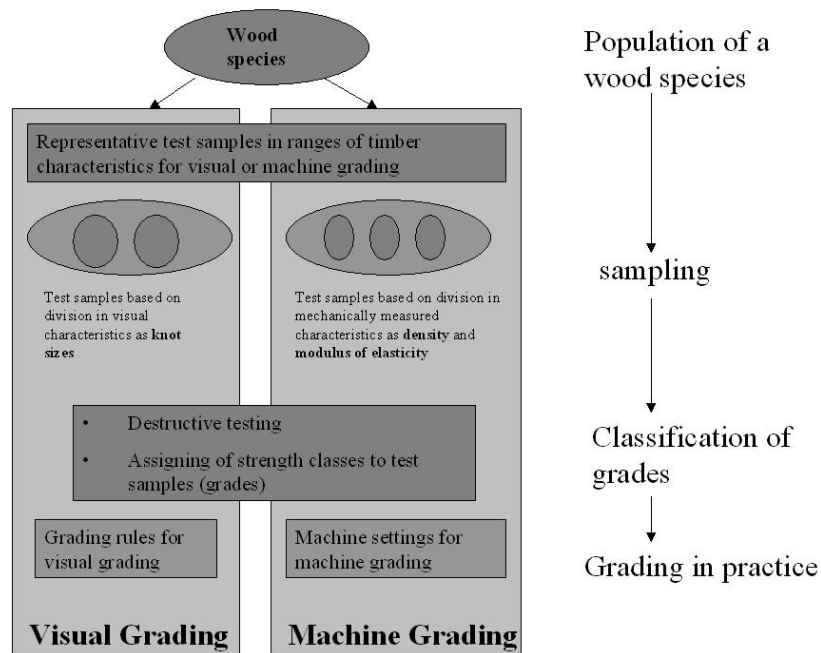 Wood
species
Population of a
wood species
Representative test samples in ranges of timber
characteristics for visual or machine grading
sampling
Test samples based on
division in visual
characteristics as knot
sizes
Test samples based on division in
mechanically measured
characteristics as density and
modulus of elasticity
• Destructive testing
• Assigning of strength classes to test
samples (grades)
Classification of
grades
Grading rules for
visual grading
Machine settings for
machine grading
Grading in practice
Visual Grading
Machine Grading